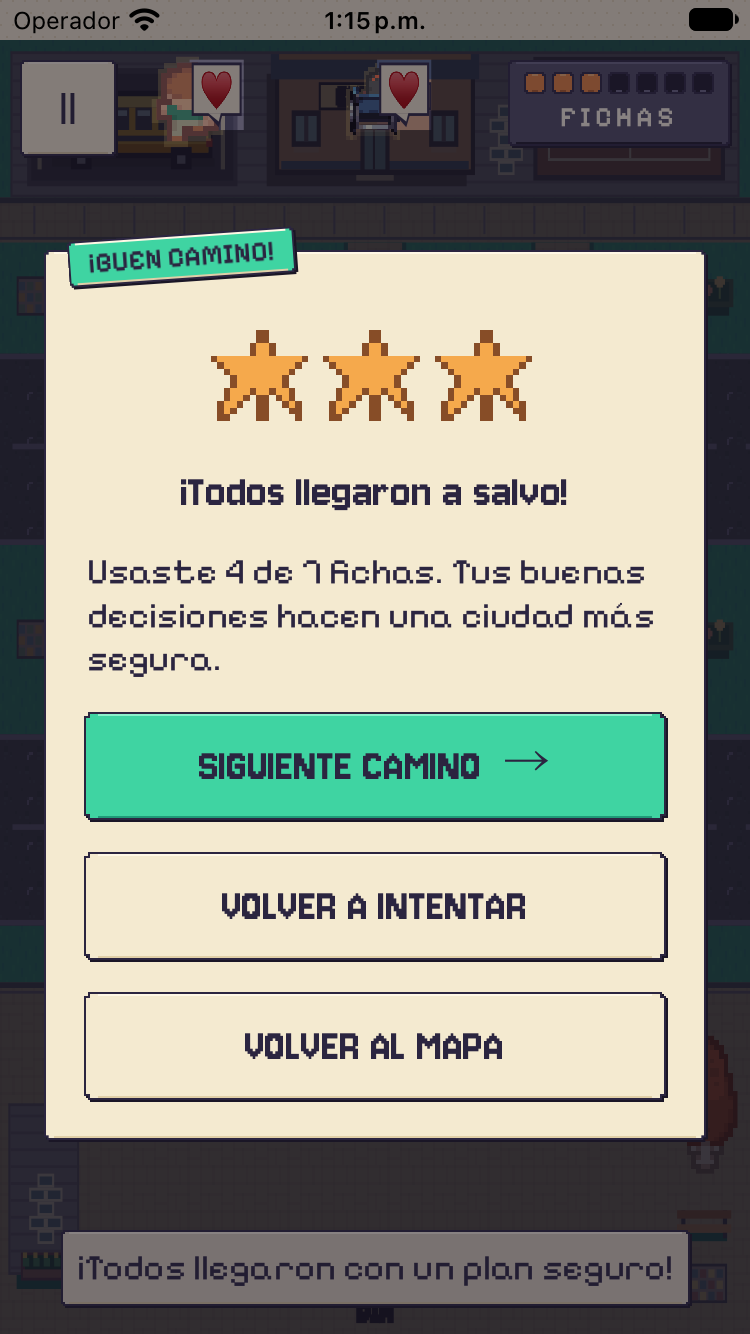 Operador
1:15 p.m.
FICHAS
¡BUEN CAMINO!
¡Todos llegaron a salvo!
Usaste 4 de 7 fichas. Tus buenas
decisiones hacen una ciudad más
segura.
SIGUIENTE CAMINO →
VOLVER A INTENTAR
VOLVER AL MAPA
¡Todos llegaron con un plan seguro!